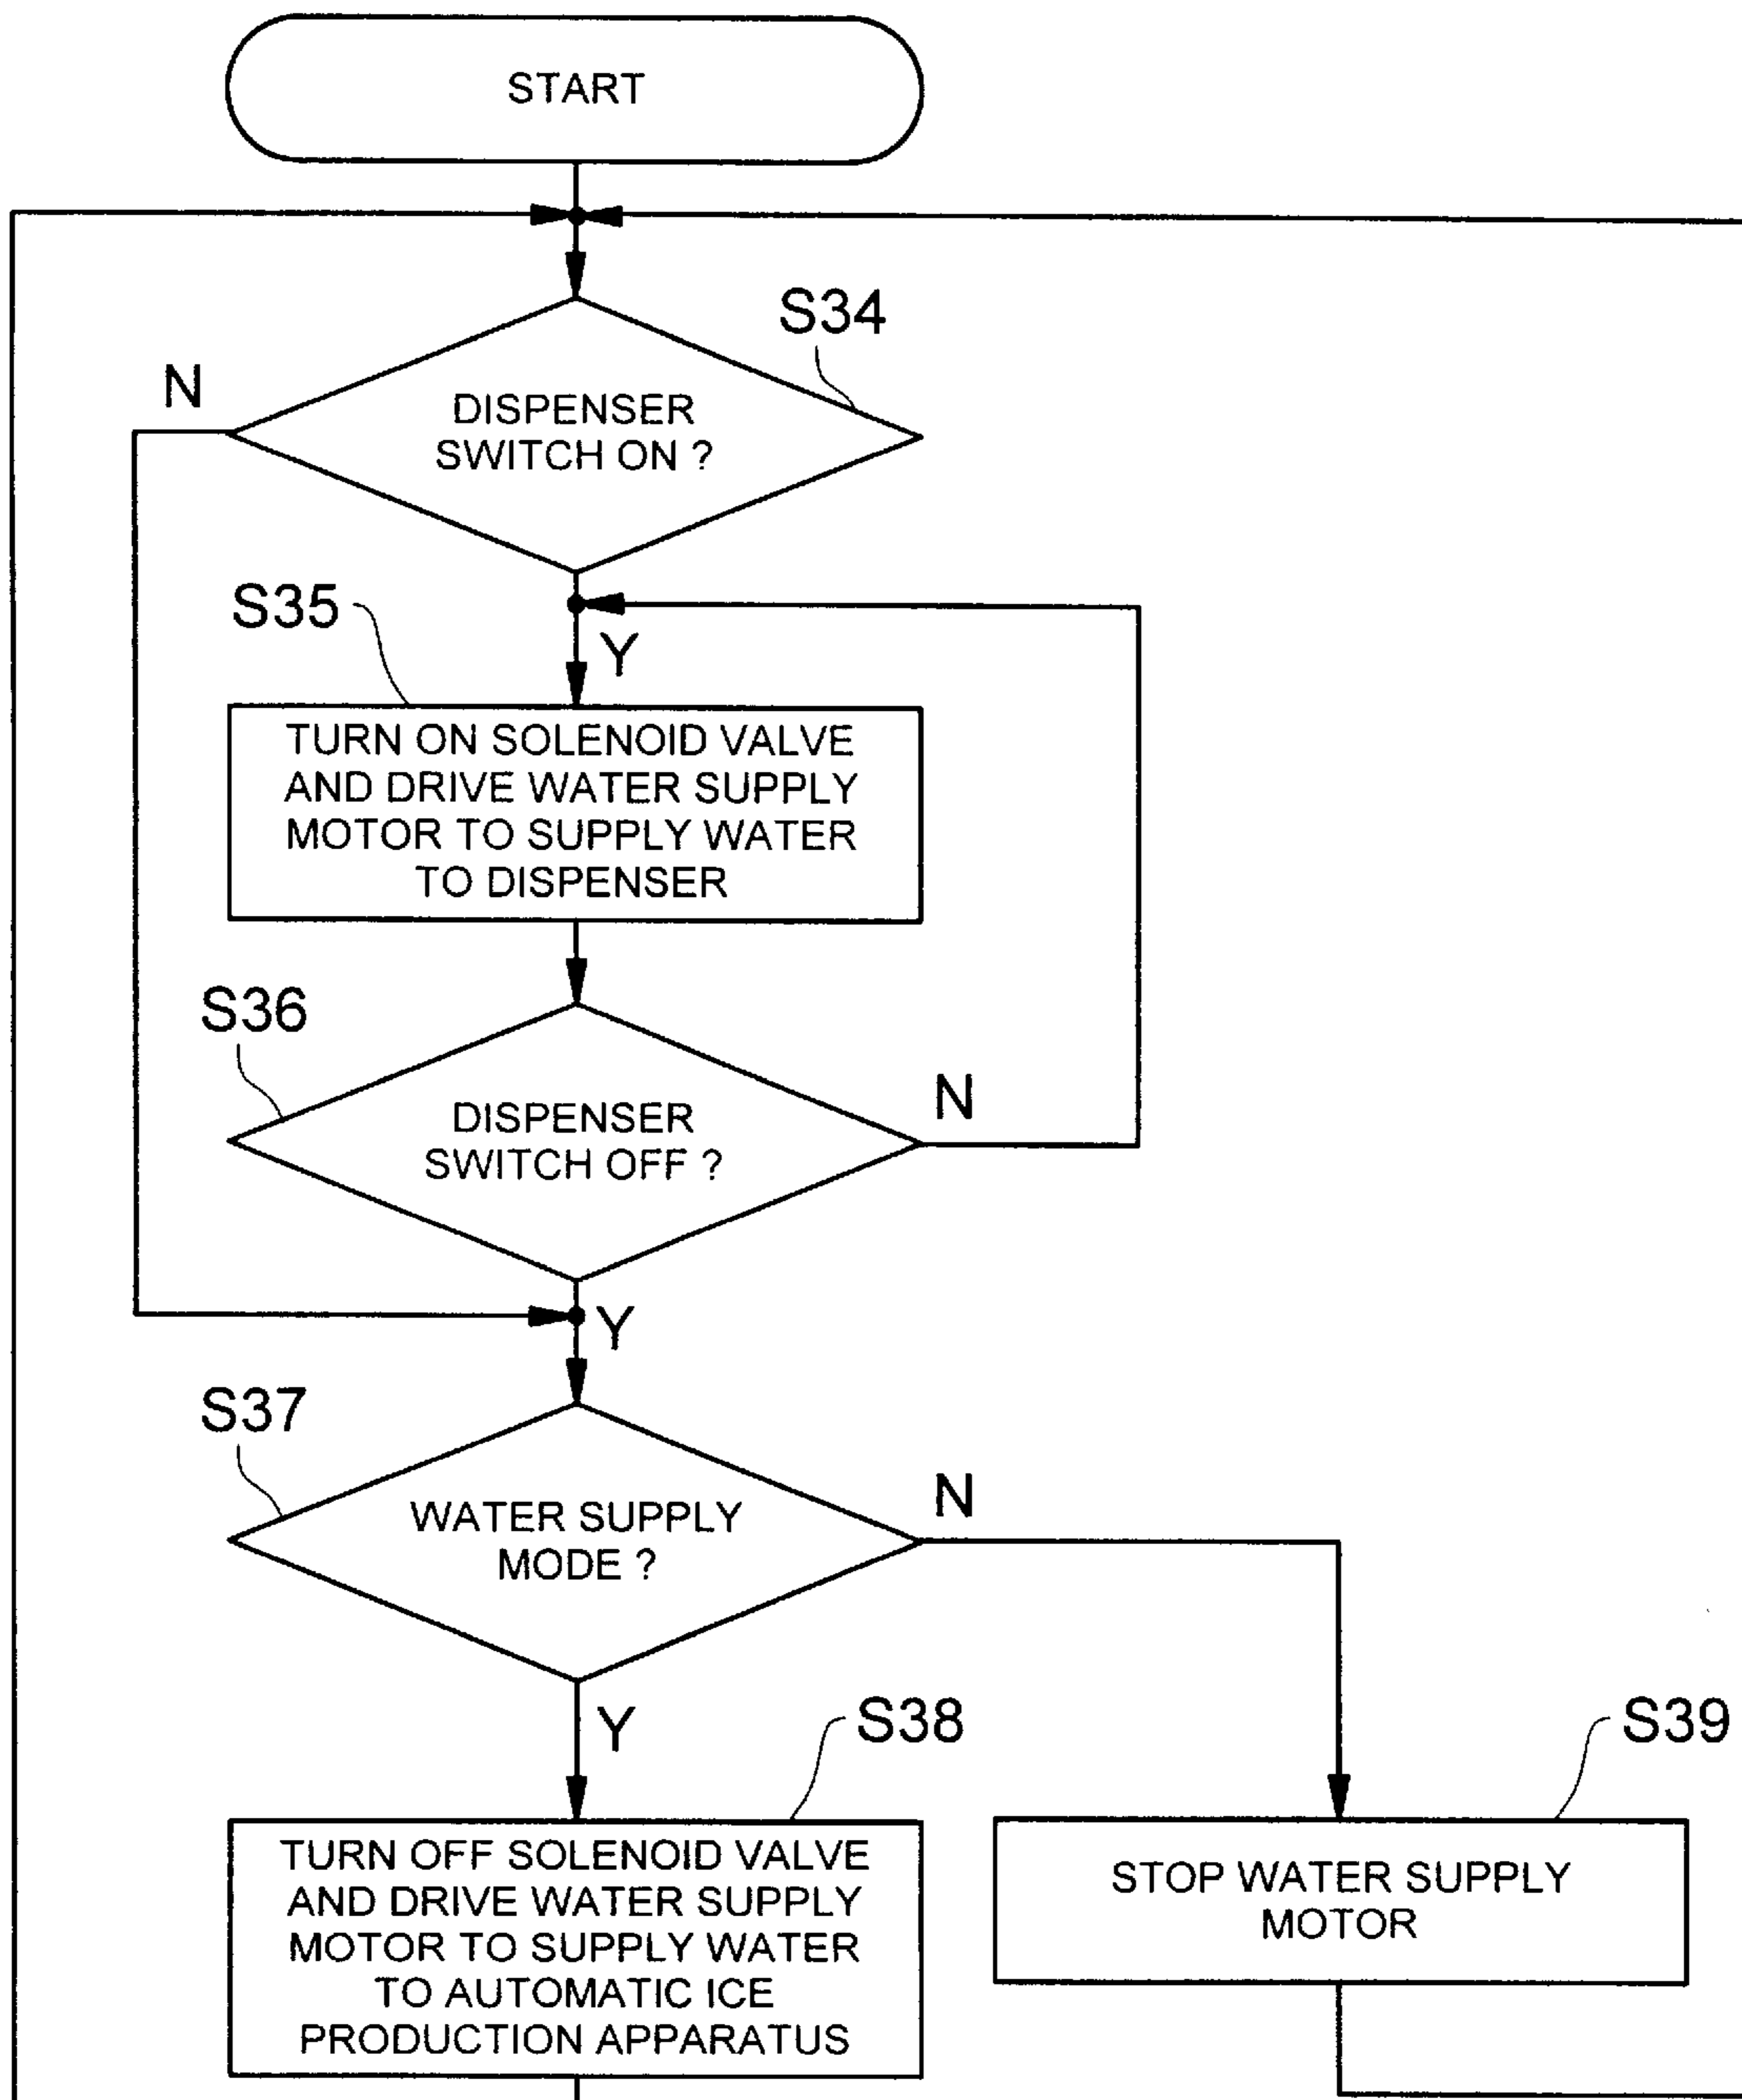 START
S34
N
DISPENSER
SWITCH ON ?
S35
Y
TURN ON SOLENOID VALVE
AND DRIVE WATER SUPPLY
MOTOR TO SUPPLY WATER
TO DISPENSER
S36
N
DISPENSER
SWITCH OFF ?
Y
S37
N
WATER SUPPLY
MODE ?
Y
S38
S39
TURN OFF SOLENOID VALVE
AND DRIVE WATER SUPPLY
MOTOR TO SUPPLY WATER
TO AUTOMATIC ICE
PRODUCTION APPARATUS
STOP WATER SUPPLY
MOTOR